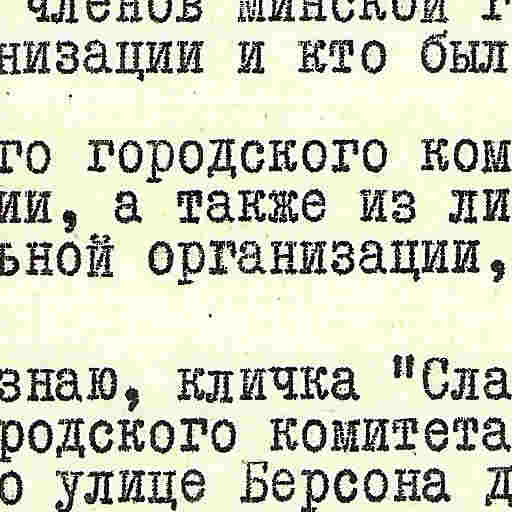 членов минской г
низации и кто был
го городского ком
ии, а также из ли
ьной организации,
знаю, кличка "Сла
родского комитета
о улице Берсона д